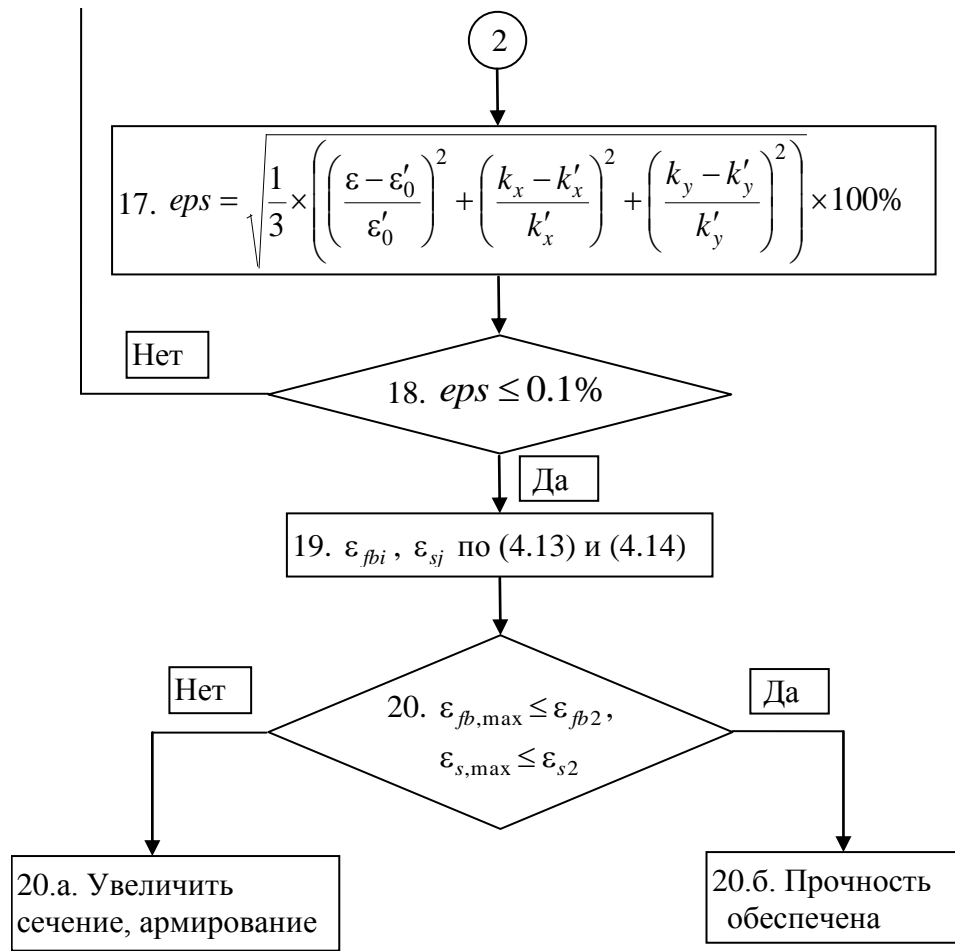 2
17. eps = √(1/3 × (((ε − ε′₀)/ε′₀)² + ((kₓ − k′ₓ)/k′ₓ)² + ((k_y − k′_y)/k′_y)²)) × 100%
Нет
18. eps ≤ 0.1%
Да
19. ε_fbi , ε_sj по (4.13) и (4.14)
Нет
Да
20. ε_fb,max ≤ ε_fb2 ,
ε_s,max ≤ ε_s2
20.а. Увеличить
сечение, армирование
20.б. Прочность
обеспечена